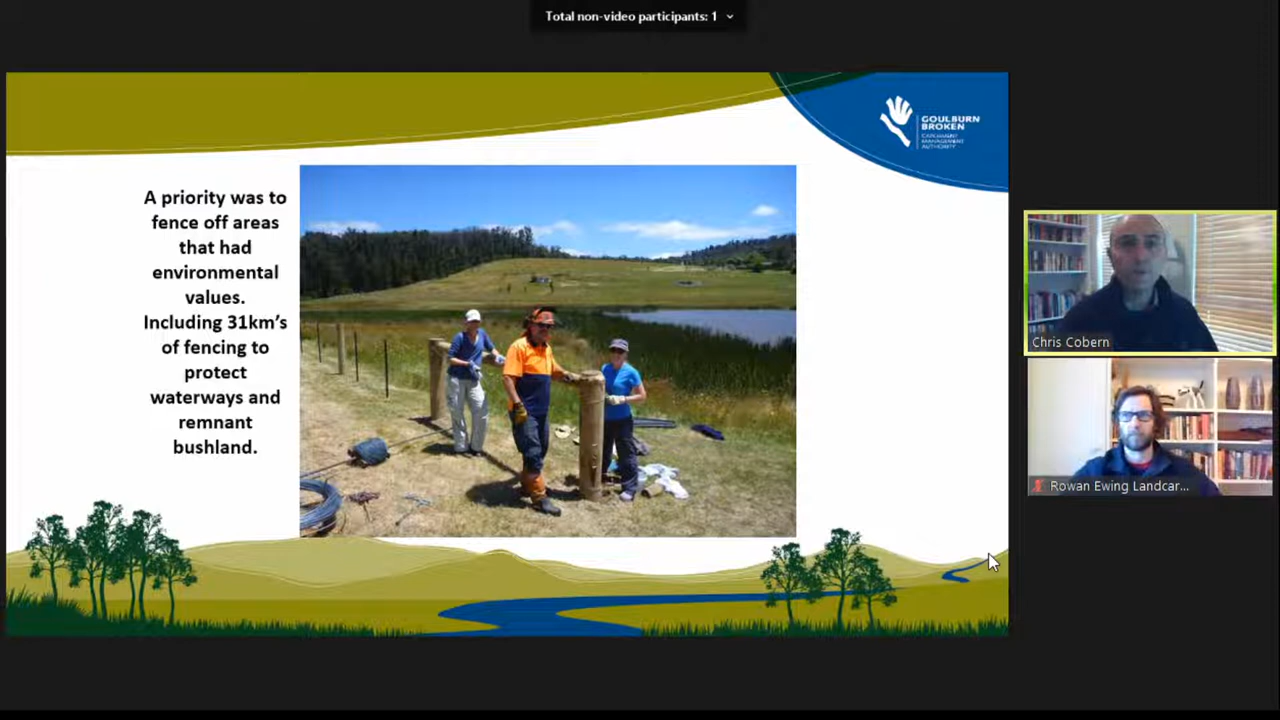 Total non-video participants: 1
GOULBURN
BROKEN
CATCHMENT
MANAGEMENT
AUTHORITY
A priority was to
fence off areas
that had
environmental
values.
Including 31km's
of fencing to
protect
waterways and
remnant
bushland.
Chris Cobern
Rowan Ewing Landcar...